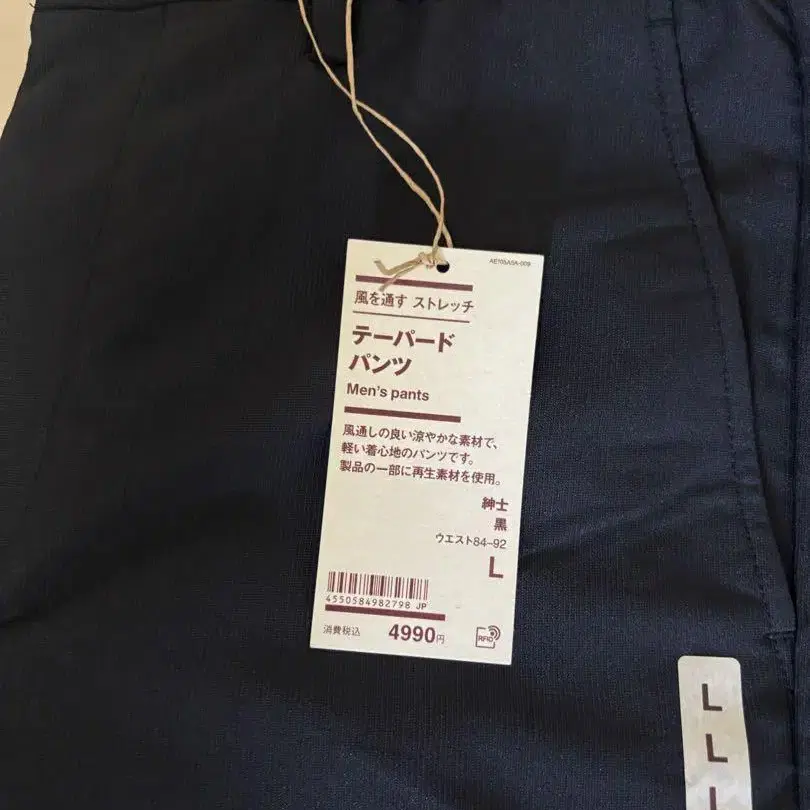 AE105A5A-009
風を通す ストレッチ
テーパード
パンツ
Men's pants
風通しの良い涼やかな素材で、
軽い着心地のパンツです。
製品の一部に再生素材を使用。
紳士
黒
ウエスト84-92
L
4550584982798 JP
消費税込 4990円
RFID
L
L
L